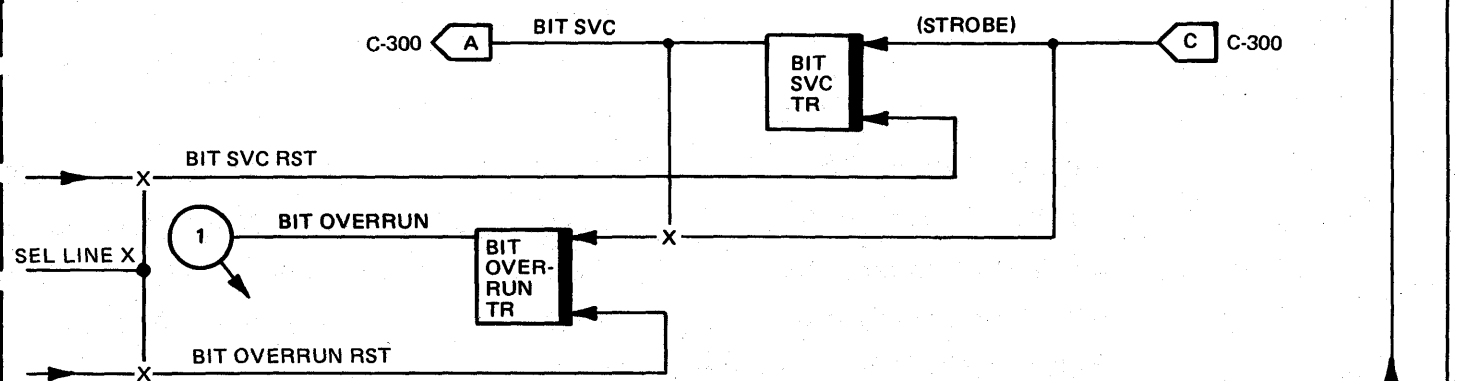 BIT SVC
(STROBE)
C-300
A
C
C-300
BIT
SVC
TR
BIT SVC RST
X
1
BIT OVERRUN
X
SEL LINE X
BIT
OVER-
RUN
TR
BIT OVERRUN RST
X